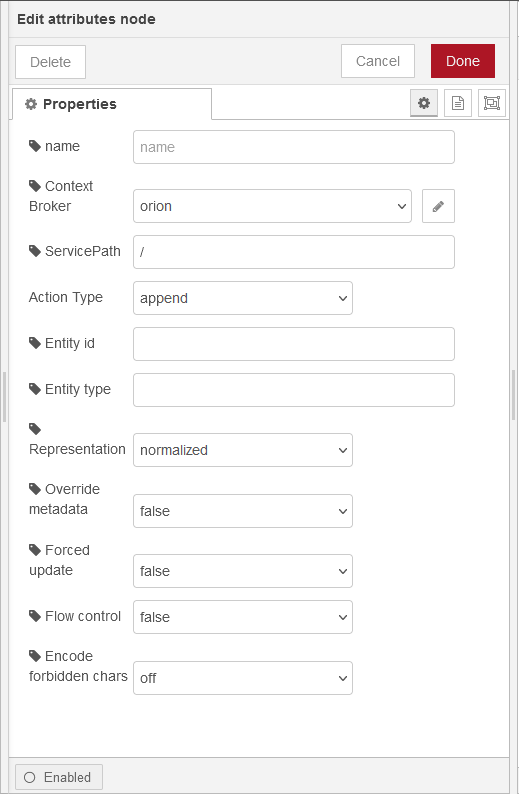 Edit attributes node
Delete
Cancel
Done
Properties
name
name
Context
Broker
orion
ServicePath
/
Action Type
append
Entity id
Entity type
Representation
normalized
Override
metadata
false
Forced
update
false
Flow control
false
Encode
forbidden chars
off
Enabled